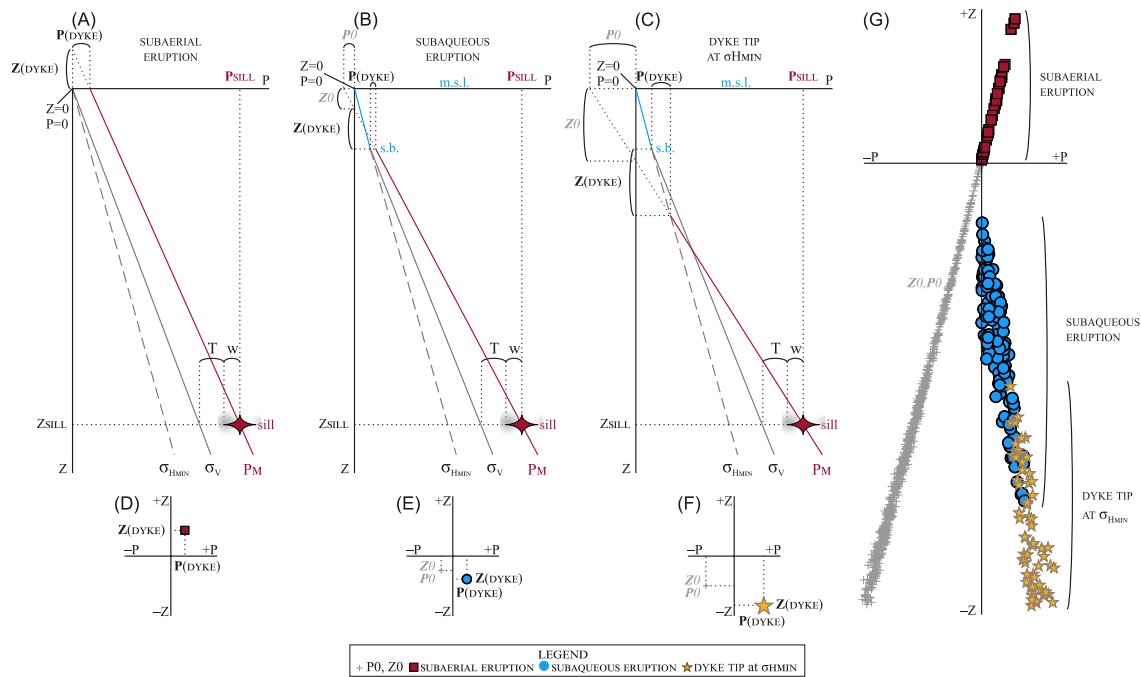 (A)
P(DYKE)
SUBAERIAL
ERUPTION
Z(DYKE)
PSILL
P
Z=0
P=0
T
w
ZSILL
sill
Z
σHMIN
σV
PM
(B)
P0
SUBAQUEOUS
ERUPTION
Z=0
P=0
P(DYKE)
m.s.l.
PSILL
P
Z0
Z(DYKE)
s.b.
T
w
ZSILL
sill
Z
σHMIN
σV
PM
(C)
P0
DYKE TIP
AT σHMIN
Z=0
P=0
P(DYKE)
m.s.l.
PSILL
P
Z0
s.b.
Z(DYKE)
T
w
ZSILL
sill
Z
σHMIN
σV
PM
(D)
+Z
Z(DYKE)
–P
+P
P(DYKE)
–Z
(E)
+Z
–P
+P
Z0
P0
Z(DYKE)
P(DYKE)
–Z
(F)
+Z
–P
+P
Z0
P0
Z(DYKE)
–Z
P(DYKE)
(G)
+Z
SUBAERIAL
ERUPTION
–P
+P
Z0,P0
SUBAQUEOUS
ERUPTION
DYKE TIP
AT σHMIN
–Z
LEGEND
+ P0, Z0 SUBAERIAL ERUPTION SUBAQUEOUS ERUPTION DYKE TIP at σHMIN